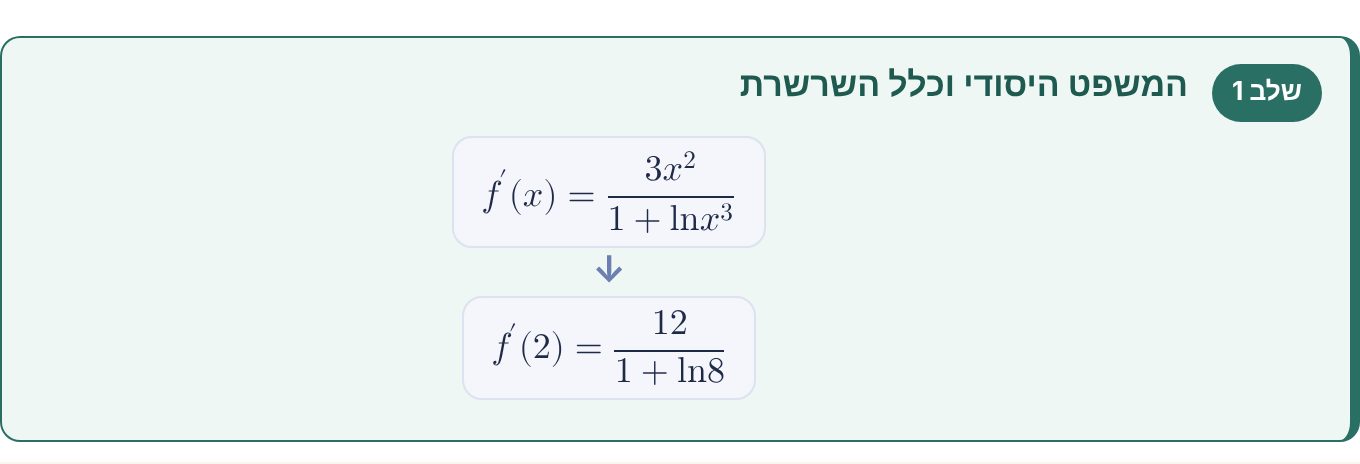 שלב 1 המשפט היסודי וכלל השרשרת
f′(x) = 3x² / (1 + lnx³)
↓
f′(2) = 12 / (1 + ln8)